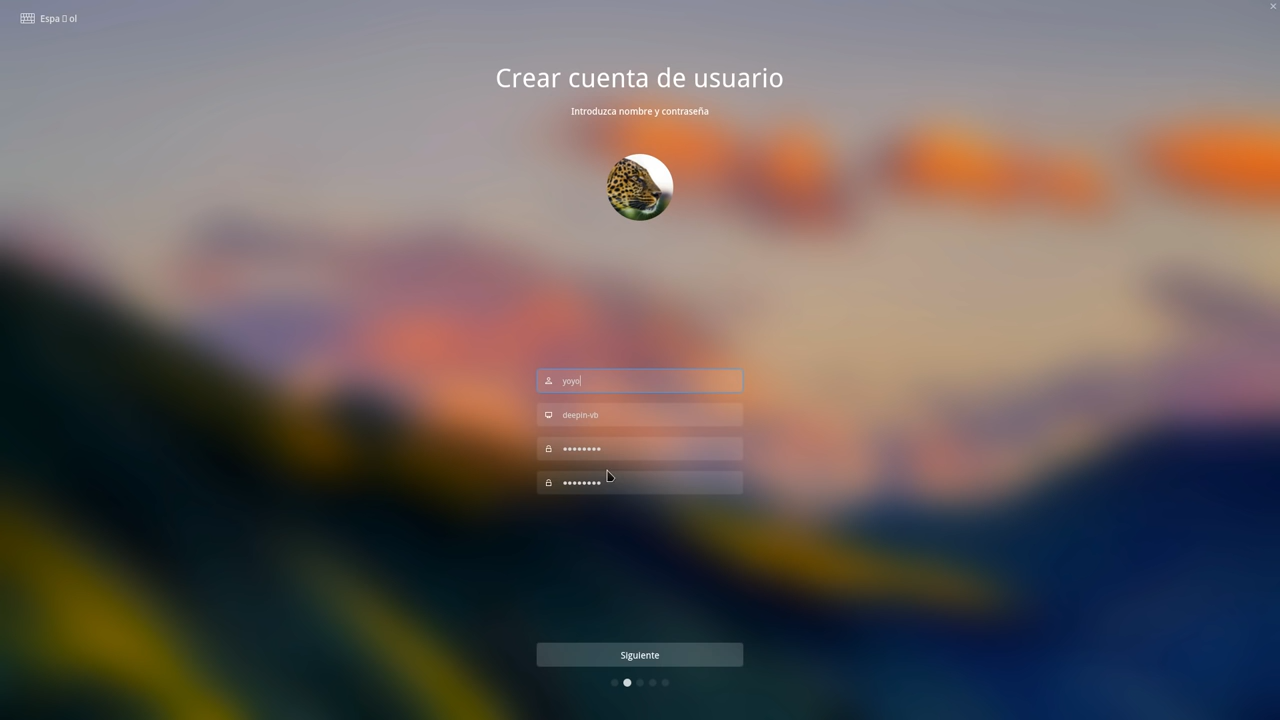 Espa▯ol
Crear cuenta de usuario
Introduzca nombre y contraseña
yoyo
deepin-vb
••••••••
••••••••
Siguiente